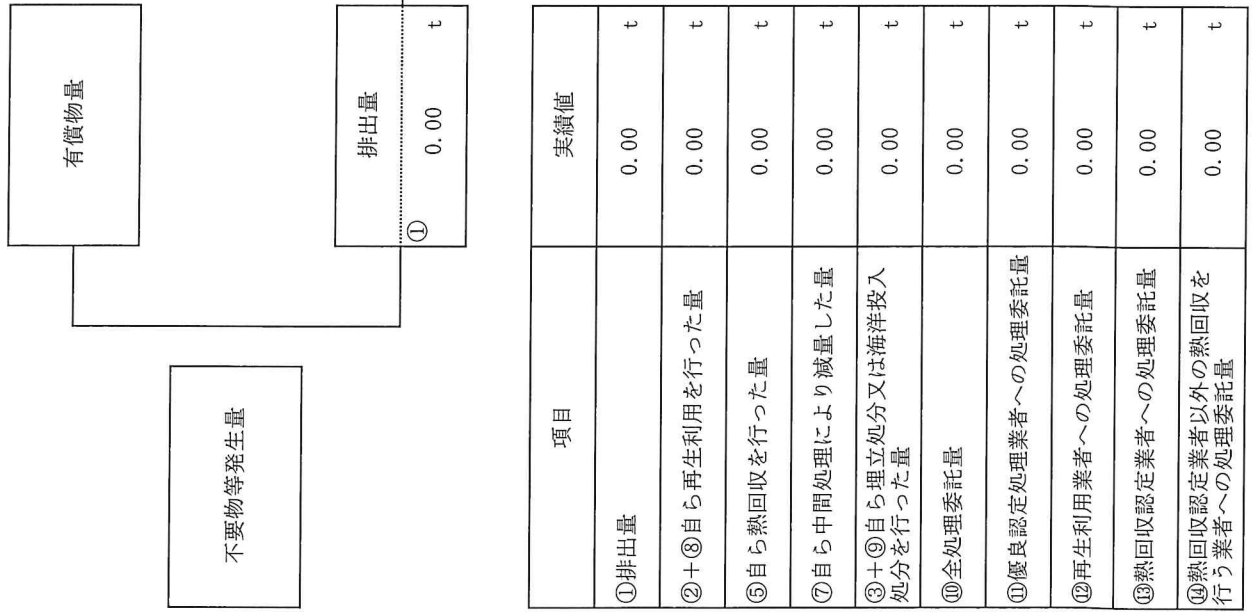 有償物量
不要物等発生量
排出量
① 0.00 t
項目 実績値
①排出量 0.00 t
②+⑧自ら再生利用を行った量 0.00 t
⑤自ら熱回収を行った量 0.00 t
⑦自ら中間処理により減量した量 0.00 t
③+⑨自ら埋立処分又は海洋投入
処分を行った量 0.00 t
⑩全処理委託量 0.00 t
⑪優良認定処理業者への処理委託量 0.00 t
⑫再生利用業者への処理委託量 0.00 t
⑬熱回収認定業者への処理委託量 0.00 t
⑭熱回収認定業者以外の熱回収を
行う業者への処理委託量 0.00 t